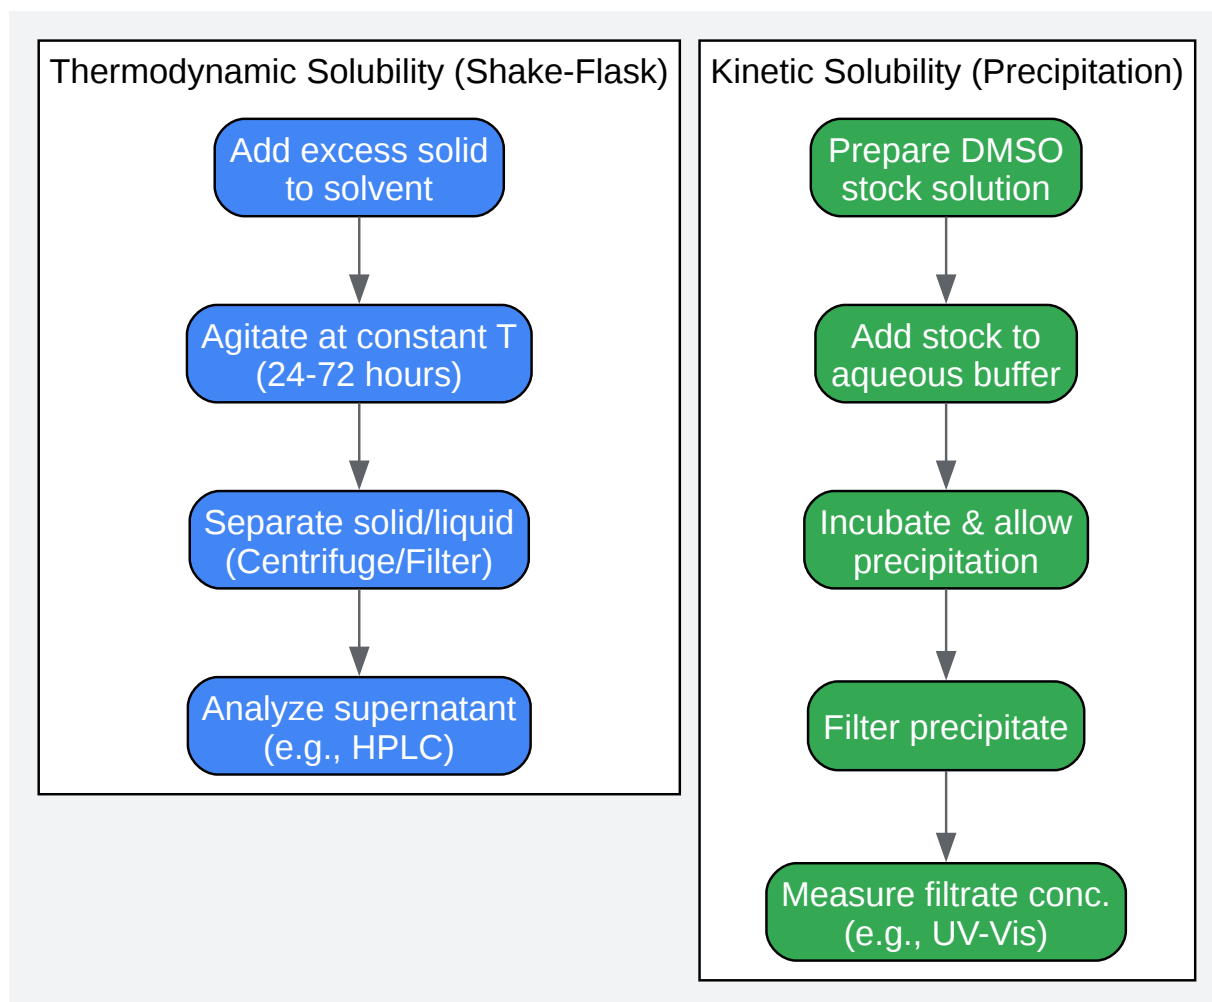 Thermodynamic Solubility (Shake-Flask)
Add excess solid
to solvent
Agitate at constant T
(24-72 hours)
Separate solid/liquid
(Centrifuge/Filter)
Analyze supernatant
(e.g., HPLC)
Kinetic Solubility (Precipitation)
Prepare DMSO
stock solution
Add stock to
aqueous buffer
Incubate & allow
precipitation
Filter precipitate
Measure filtrate conc.
(e.g., UV-Vis)